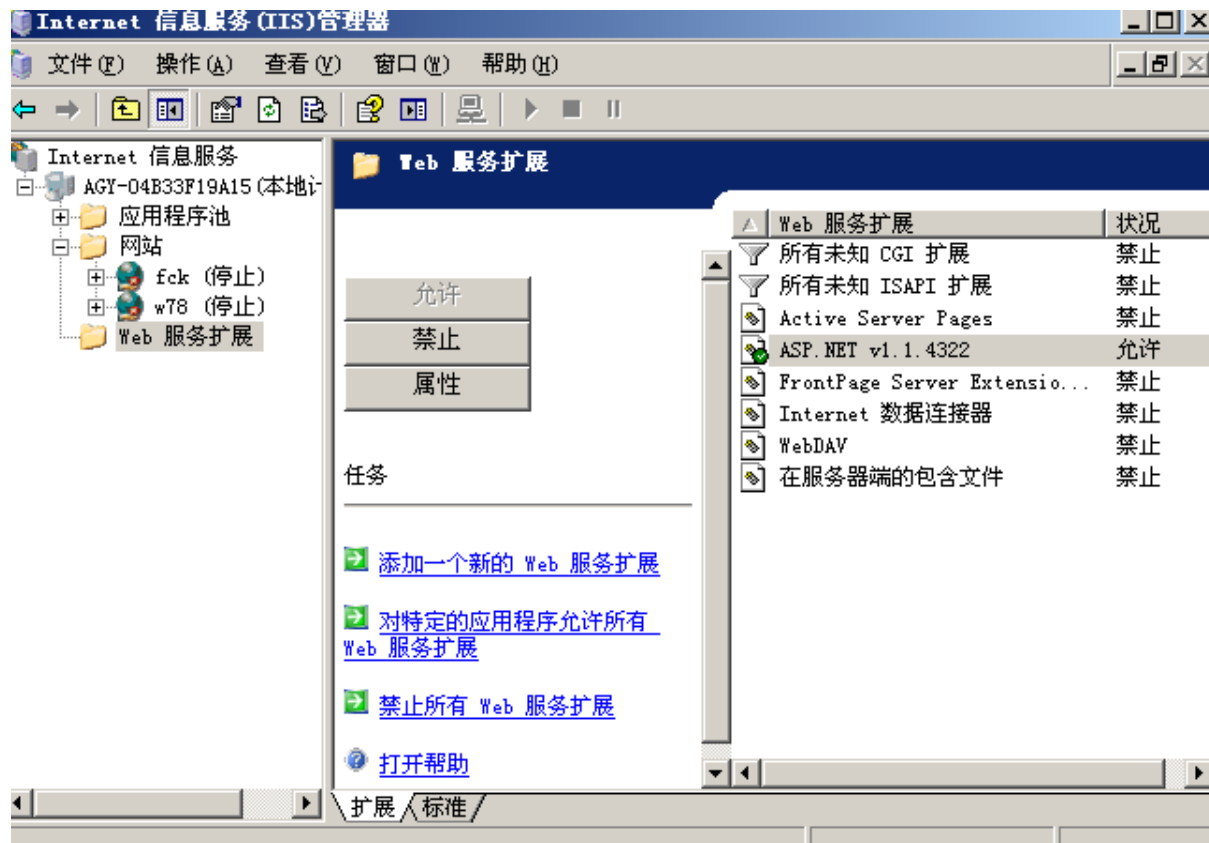 Internet 信息服务(IIS)管理器
文件(F) 操作(A) 查看(V) 窗口(W) 帮助(H)
Internet 信息服务
AGY-04B33F19A15(本地计
应用程序池
网站
fck (停止)
w78 (停止)
Web 服务扩展
Web 服务扩展
允许
禁止
属性
任务
添加一个新的 Web 服务扩展
对特定的应用程序允许所有
Web 服务扩展
禁止所有 Web 服务扩展
打开帮助
Web 服务扩展 状况
所有未知 CGI 扩展 禁止
所有未知 ISAPI 扩展 禁止
Active Server Pages 禁止
ASP.NET v1.1.4322 允许
FrontPage Server Extensio... 禁止
Internet 数据连接器 禁止
WebDAV 禁止
在服务器端的包含文件 禁止
扩展 标准